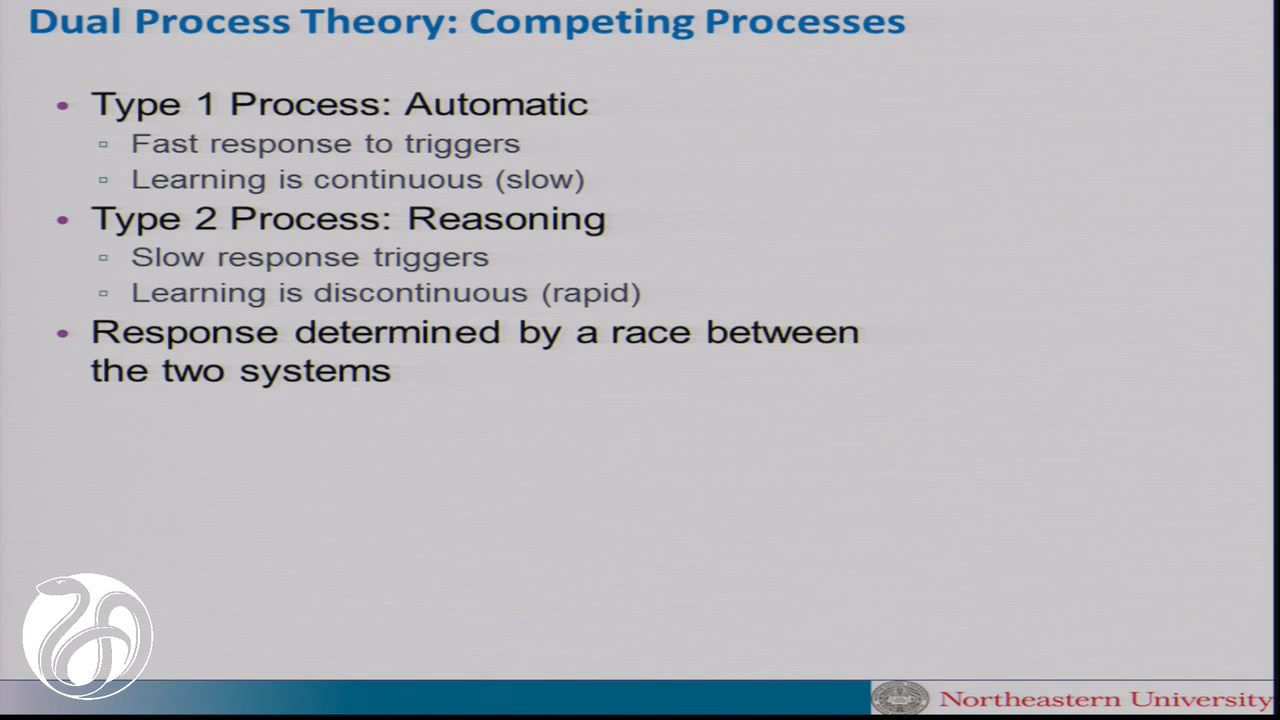 Dual Process Theory: Competing Processes
• Type 1 Process: Automatic
▫ Fast response to triggers
▫ Learning is continuous (slow)
• Type 2 Process: Reasoning
▫ Slow response triggers
▫ Learning is discontinuous (rapid)
• Response determined by a race between
the two systems
Northeastern University